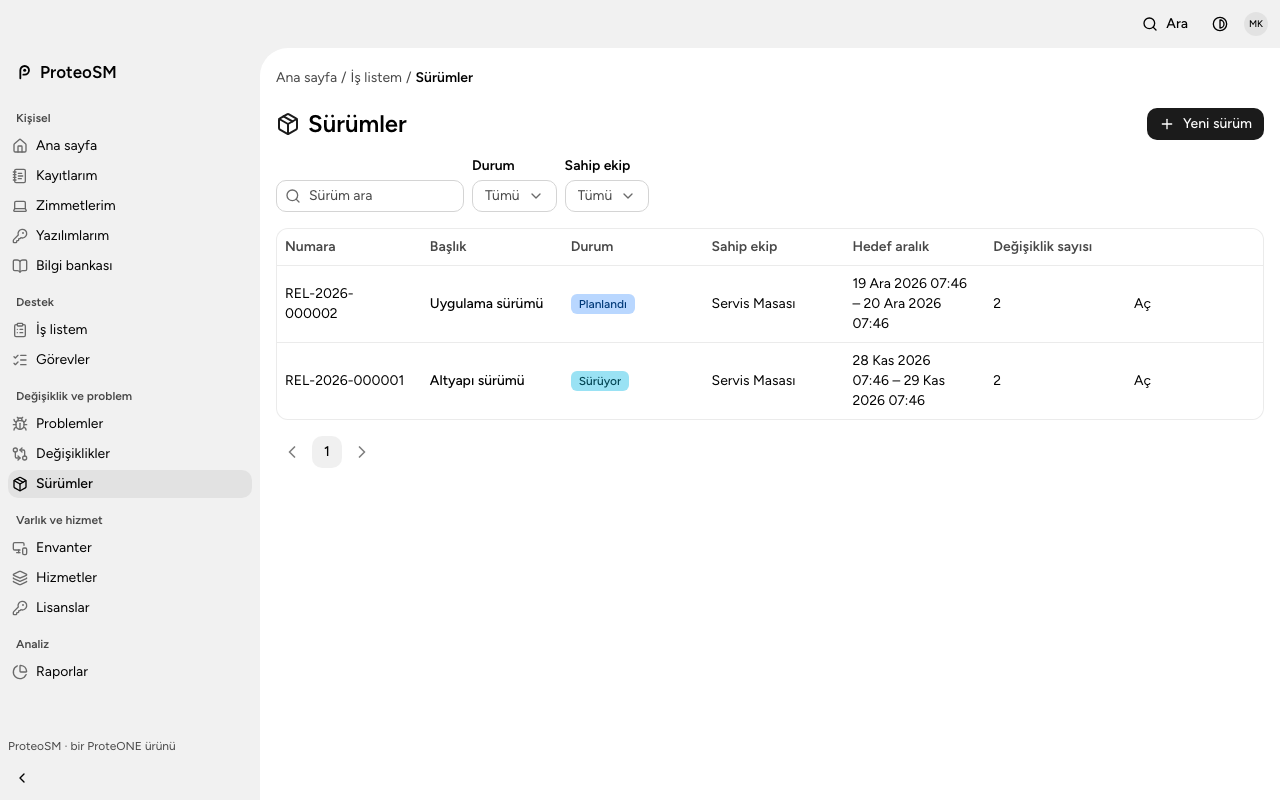 Ara
MK
ProteoSM
Kişisel
Ana sayfa
Kayıtlarım
Zimmetlerim
Yazılımlarım
Bilgi bankası
Destek
İş listem
Görevler
Değişiklik ve problem
Problemler
Değişiklikler
Sürümler
Varlık ve hizmet
Envanter
Hizmetler
Lisanslar
Analiz
Raporlar
ProteoSM · bir ProteONE ürünü
Ana sayfa / İş listem / Sürümler
Sürümler
Yeni sürüm
Durum
Sahip ekip
Sürüm ara
Tümü
Tümü
Numara Başlık Durum Sahip ekip Hedef aralık Değişiklik sayısı
REL-2026-
000002
Uygulama sürümü
Planlandı
Servis Masası
19 Ara 2026 07:46
– 20 Ara 2026
07:46
2
Aç
REL-2026-000001
Altyapı sürümü
Sürüyor
Servis Masası
28 Kas 2026
07:46 – 29 Kas
2026 07:46
2
Aç
1